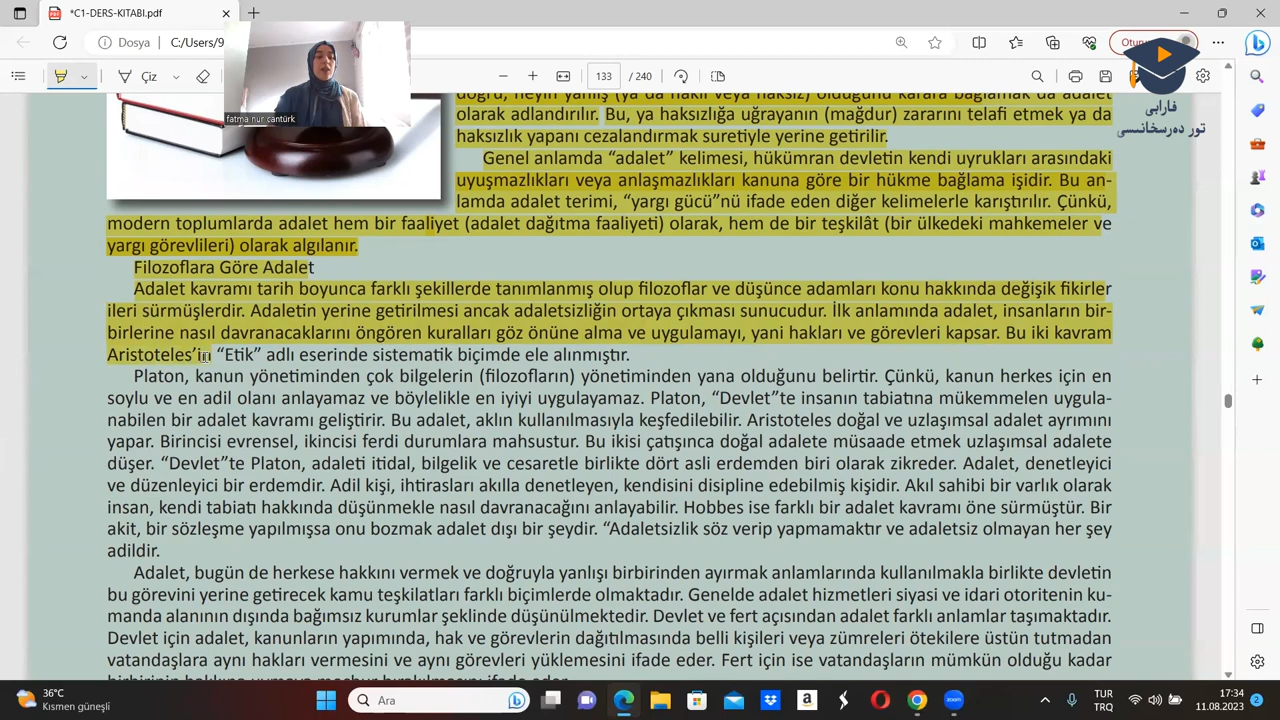 *C1-DERS-KITABI.pdf
Dosya
C:/Users/9
Çiz
133 / 240
fatma nur cantürk
فارابی
تور دەرسخانىسى
doğru, neyin yanlış (ya da haklı veya haksız) olduğunu karara bağlamak da adalet
olarak adlandırılır. Bu, ya haksızlığa uğrayanın (mağdur) zararını telafi etmek ya da
haksızlık yapanı cezalandırmak suretiyle yerine getirilir.
Genel anlamda “adalet” kelimesi, hükümran devletin kendi uyrukları arasındaki
uyuşmazlıkları veya anlaşmazlıkları kanuna göre bir hükme bağlama işidir. Bu an-
lamda adalet terimi, “yargı gücü”nü ifade eden diğer kelimelerle karıştırılır. Çünkü,
modern toplumlarda adalet hem bir faaliyet (adalet dağıtma faaliyeti) olarak, hem de bir teşkilât (bir ülkedeki mahkemeler ve
yargı görevlileri) olarak algılanır.
Filozoflara Göre Adalet
Adalet kavramı tarih boyunca farklı şekillerde tanımlanmış olup filozoflar ve düşünce adamları konu hakkında değişik fikirler
ileri sürmüşlerdir. Adaletin yerine getirilmesi ancak adaletsizliğin ortaya çıkması sunucudur. İlk anlamında adalet, insanların bir-
birlerine nasıl davranacaklarını öngören kuralları göz önüne alma ve uygulamayı, yani hakları ve görevleri kapsar. Bu iki kavram
Aristoteles’in “Etik” adlı eserinde sistematik biçimde ele alınmıştır.
Platon, kanun yönetiminden çok bilgelerin (filozofların) yönetiminden yana olduğunu belirtir. Çünkü, kanun herkes için en
soylu ve en adil olanı anlayamaz ve böylelikle en iyiyi uygulayamaz. Platon, “Devlet”te insanın tabiatına mükemmelen uygula-
nabilen bir adalet kavramı geliştirir. Bu adalet, aklın kullanılmasıyla keşfedilebilir. Aristoteles doğal ve uzlaşımsal adalet ayrımını
yapar. Birincisi evrensel, ikincisi ferdi durumlara mahsustur. Bu ikisi çatışınca doğal adalete müsaade etmek uzlaşımsal adalete
düşer. “Devlet”te Platon, adaleti itidal, bilgelik ve cesaretle birlikte dört asli erdemden biri olarak zikreder. Adalet, denetleyici
ve düzenleyici bir erdemdir. Adil kişi, ihtirasları akılla denetleyen, kendisini disipline edebilmiş kişidir. Akıl sahibi bir varlık olarak
insan, kendi tabiatı hakkında düşünmekle nasıl davranacağını anlayabilir. Hobbes ise farklı bir adalet kavramı öne sürmüştür. Bir
akit, bir sözleşme yapılmışsa onu bozmak adalet dışı bir şeydir. “Adaletsizlik söz verip yapmamaktır ve adaletsiz olmayan her şey
adildir.
Adalet, bugün de herkese hakkını vermek ve doğruyla yanlışı birbirinden ayırmak anlamlarında kullanılmakla birlikte devletin
bu görevini yerine getirecek kamu teşkilatları farklı biçimlerde olmaktadır. Genelde adalet hizmetleri siyasi ve idari otoritenin ku-
manda alanının dışında bağımsız kurumlar şeklinde düşünülmektedir. Devlet ve fert açısından adalet farklı anlamlar taşımaktadır.
Devlet için adalet, kanunların yapımında, hak ve görevlerin dağıtılmasında belli kişileri veya zümreleri ötekilere üstün tutmadan
vatandaşlara aynı hakları vermesini ve aynı görevleri yüklemesini ifade eder. Fert için ise vatandaşların mümkün olduğu kadar
36°C
Kısmen güneşli
Ara
zoom
TUR
TRQ
17:34
11.08.2023
2